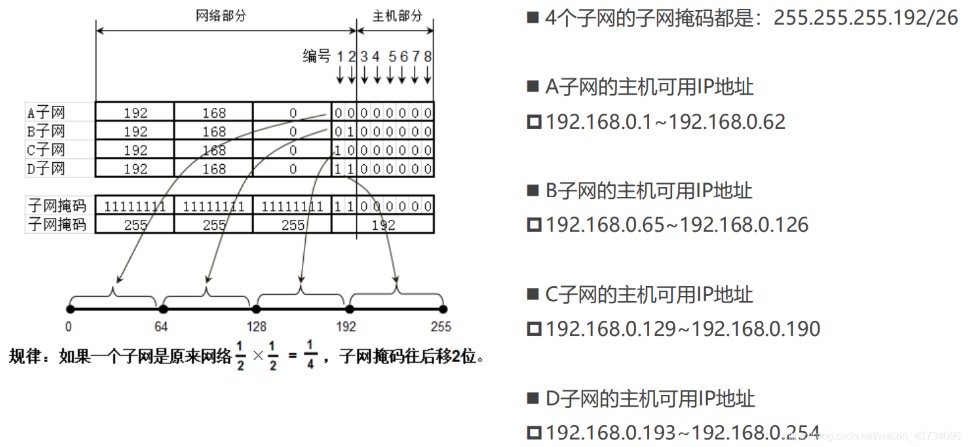 网络部分 主机部分
编号 1 2 3 4 5 6 7 8
A子网 192 168 0 0 0 0 0 0 0 0 0
B子网 192 168 0 0 1 0 0 0 0 0 0
C子网 192 168 0 1 0 0 0 0 0 0 0
D子网 192 168 0 1 1 0 0 0 0 0 0
子网掩码 11111111 11111111 11111111 1 1 0 0 0 0 0 0
子网掩码 255 255 255 192
0 64 128 192 255
规律：如果一个子网是原来网络1/2 × 1/2 = 1/4，子网掩码往后移2位。
■ 4个子网的子网掩码都是：255.255.255.192/26
■ A子网的主机可用IP地址
192.168.0.1~192.168.0.62
■ B子网的主机可用IP地址
192.168.0.65~192.168.0.126
■ C子网的主机可用IP地址
192.168.0.129~192.168.0.190
■ D子网的主机可用IP地址
192.168.0.193~192.168.0.254